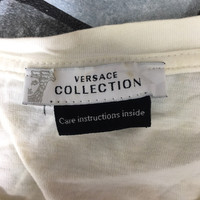 VERSACE
COLLECTION
Care instructions inside